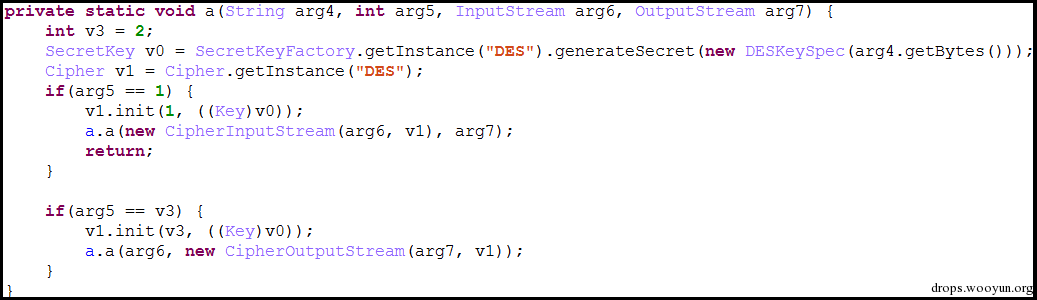 private static void a(String arg4, int arg5, InputStream arg6, OutputStream arg7) {
    int v3 = 2;
    SecretKey v0 = SecretKeyFactory.getInstance("DES").generateSecret(new DESKeySpec(arg4.getBytes()));
    Cipher v1 = Cipher.getInstance("DES");
    if(arg5 == 1) {
        v1.init(1, ((Key)v0));
        a.a(new CipherInputStream(arg6, v1), arg7);
        return;
    }

    if(arg5 == v3) {
        v1.init(v3, ((Key)v0));
        a.a(arg6, new CipherOutputStream(arg7, v1));
    }
}
drops.wooyun.org